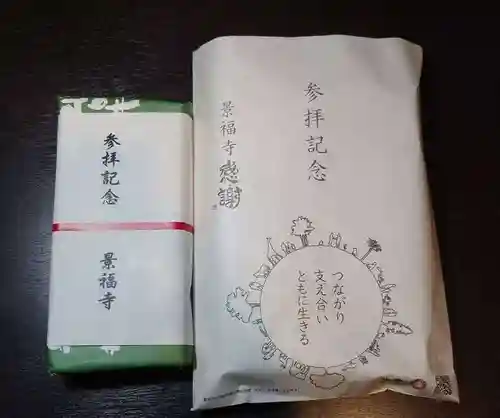 参拝記念
景福寺
参拝記念
景福寺 感謝
つながり
支え合い
ともに生きる